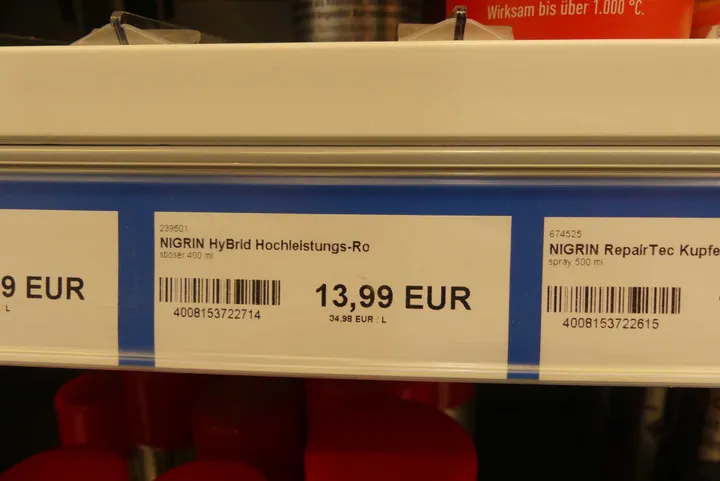 Wirksam bis über 1.000 °C.
9 EUR
/ L
239501
NIGRIN HyBrid Hochleistungs-Ro
stlöser 400 ml
4008153722714
13,99 EUR
34,98 EUR / L
674525
NIGRIN RepairTec Kupfe
spray 500 ml
4008153722615